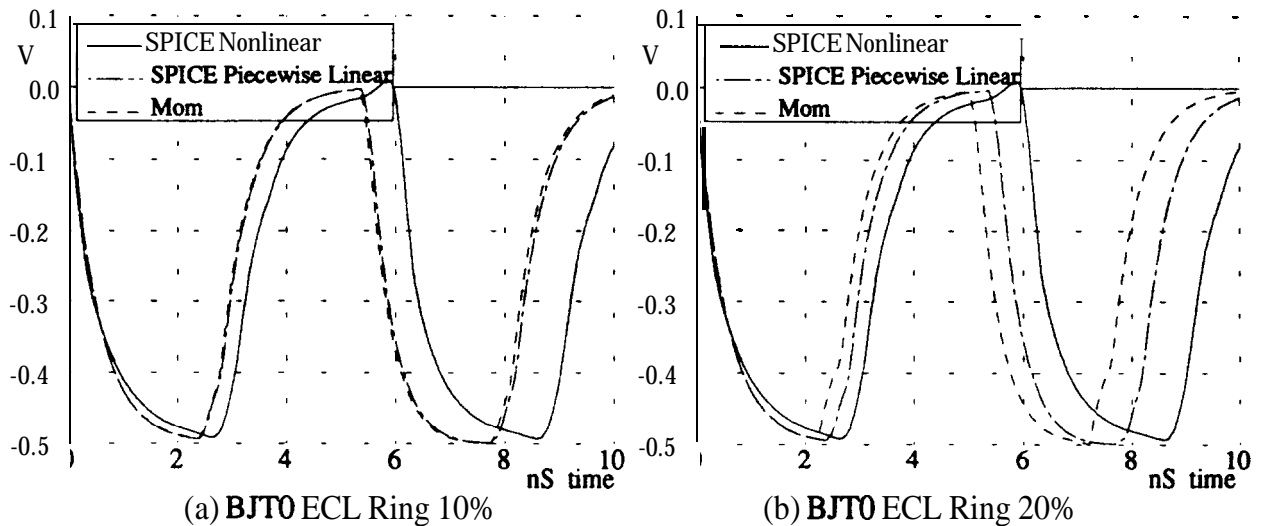 0.1
V
0.0
-0.1
-0.2
-0.3
-0.4
-0.5
SPICE Nonlinear
SPICE Piecewise Linear
Mom
2
4
6
8
10
nS time
(a) BJT0 ECL Ring 10%
0.1
V
0.0
-0.1
-0.2
-0.3
-0.4
-0.5
SPICE Nonlinear
SPICE Piecewise Linear
Mom
2
4
6
8
10
nS time
(b) BJT0 ECL Ring 20%